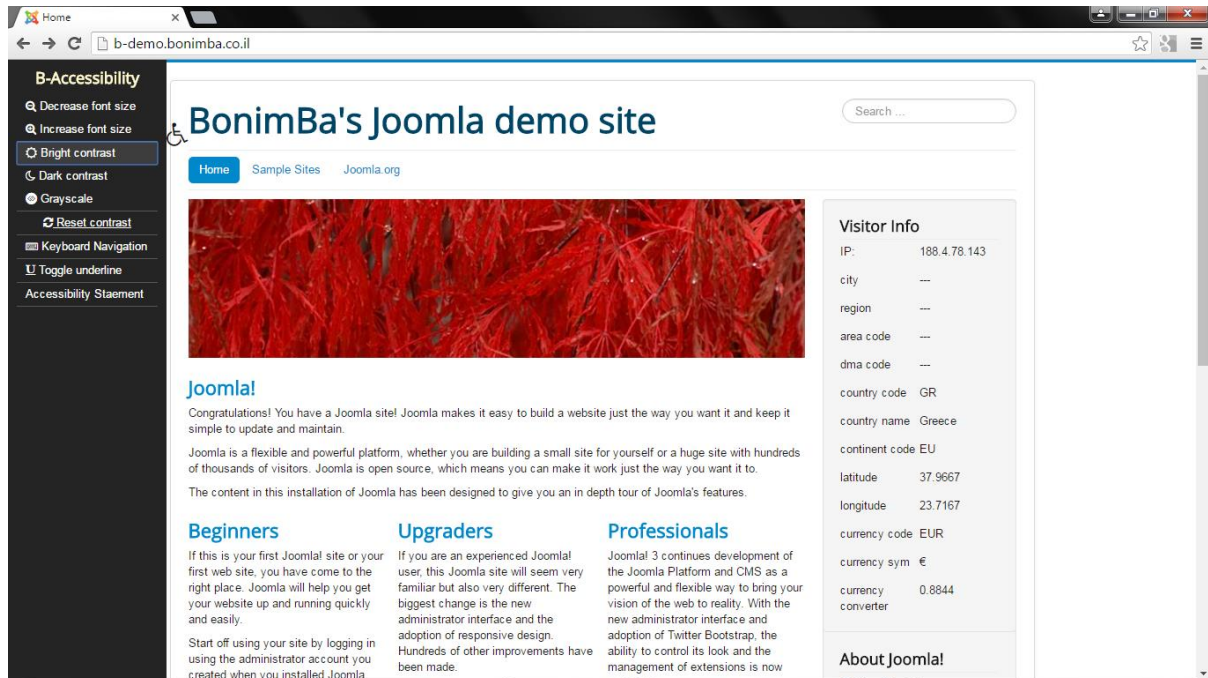 Home
b-demo.bonimba.co.il
B-Accessibility
Decrease font size
Increase font size
Bright contrast
Dark contrast
Grayscale
Reset contrast
Keyboard Navigation
U Toggle underline
Accessibility Staement
BonimBa's Joomla demo site
Search ...
Home Sample Sites Joomla.org
Joomla!
Congratulations! You have a Joomla site! Joomla makes it easy to build a website just the way you want it and keep it
simple to update and maintain.
Joomla is a flexible and powerful platform, whether you are building a small site for yourself or a huge site with hundreds
of thousands of visitors. Joomla is open source, which means you can make it work just the way you want it to.
The content in this installation of Joomla has been designed to give you an in depth tour of Joomla's features.
Beginners
If this is your first Joomla! site or your
first web site, you have come to the
right place. Joomla will help you get
your website up and running quickly
and easily.
Start off using your site by logging in
using the administrator account you
created when you installed Joomla
Upgraders
If you are an experienced Joomla!
user, this Joomla site will seem very
familiar but also very different. The
biggest change is the new
administrator interface and the
adoption of responsive design.
Hundreds of other improvements have
been made.
Professionals
Joomla! 3 continues development of
the Joomla Platform and CMS as a
powerful and flexible way to bring your
vision of the web to reality. With the
new administrator interface and
adoption of Twitter Bootstrap, the
ability to control its look and the
management of extensions is now
Visitor Info
IP: 188.4.78.143
city ---
region ---
area code ---
dma code ---
country code GR
country name Greece
continent code EU
latitude 37.9667
longitude 23.7167
currency code EUR
currency sym €
currency 0.8844
converter
About Joomla!